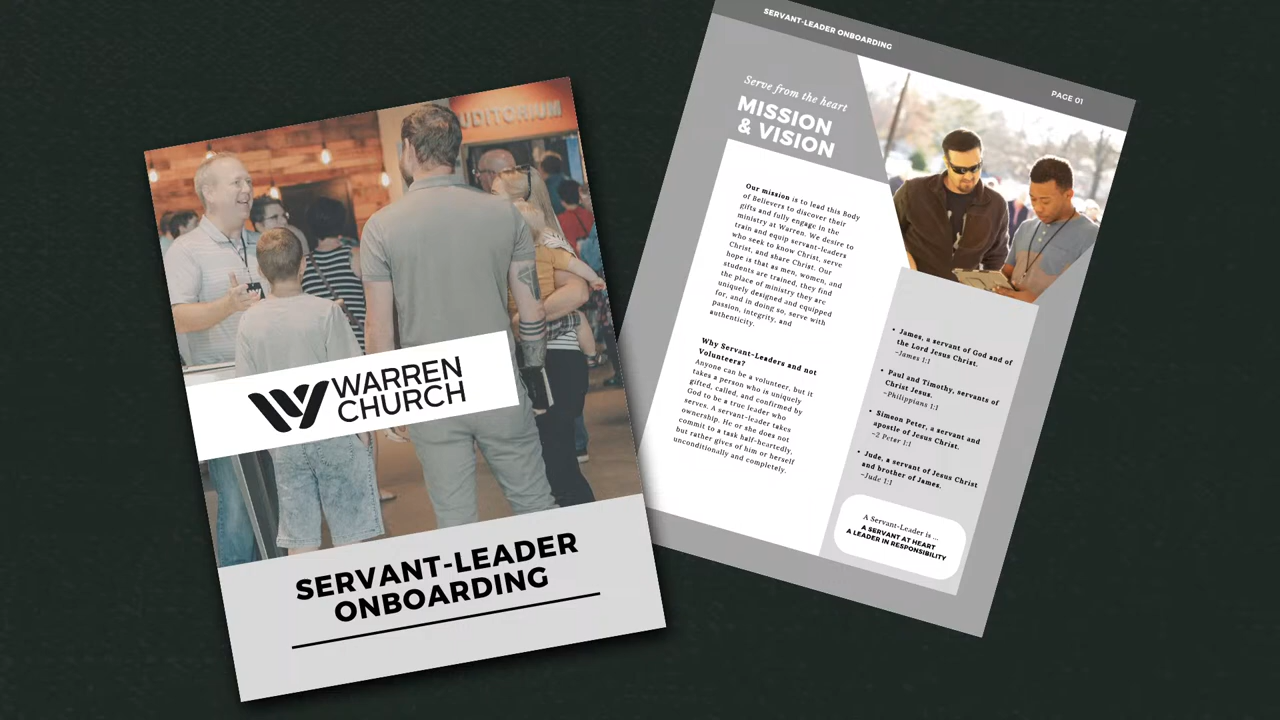 UDITORIUM
WARREN
CHURCH
SERVANT-LEADER
ONBOARDING
SERVANT-LEADER ONBOARDING
PAGE 01
Serve from the heart
MISSION
& VISION
Our mission is to lead this Body
of Believers to discover their
gifts and fully engage in the
ministry at Warren. We desire to
train and equip servant-leaders
who seek to know Christ, serve
Christ, and share Christ. Our
hope is that as men, women, and
students are trained, they find
the place of ministry they are
uniquely designed and equipped
for, and in doing so, serve with
passion, integrity, and
authenticity.
Why Servant-Leaders and not
Volunteers?
Anyone can be a volunteer, but it
takes a person who is uniquely
gifted, called, and confirmed by
God to be a true leader who
serves. A servant-leader takes
ownership. He or she does not
commit to a task half-heartedly,
but rather gives of him or herself
unconditionally and completely.
• James, a servant of God and of
the Lord Jesus Christ.
~James 1:1
• Paul and Timothy, servants of
Christ Jesus.
~Philippians 1:1
• Simeon Peter, a servant and
apostle of Jesus Christ.
~2 Peter 1:1
• Jude, a servant of Jesus Christ
and brother of James.
~Jude 1:1
A Servant-Leader is ...
A SERVANT AT HEART
A LEADER IN RESPONSIBILITY